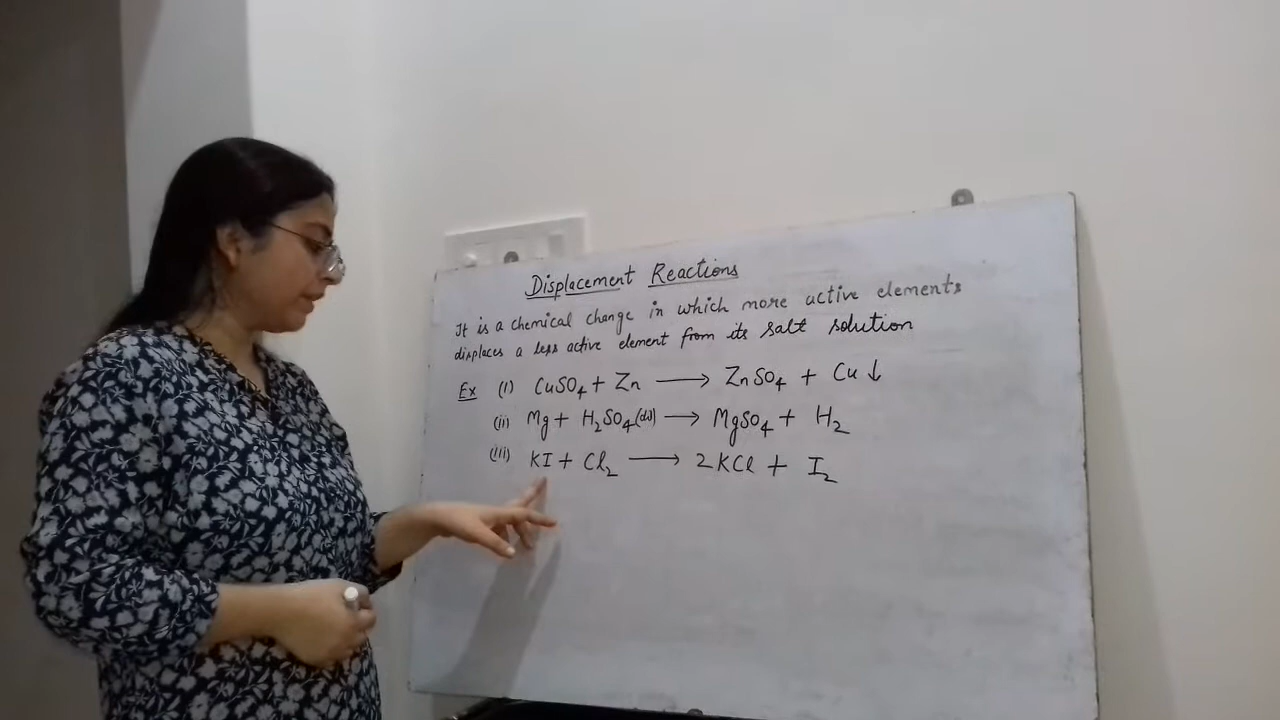 Displacement Reactions
It is a chemical change in which more active elements
displaces a less active element from its salt solution
Ex (i) CuSO₄ + Zn ⟶ ZnSO₄ + Cu↓
(ii) Mg + H₂SO₄(dil) ⟶ MgSO₄ + H₂
(iii) KI + Cl₂ ⟶ 2KCl + I₂